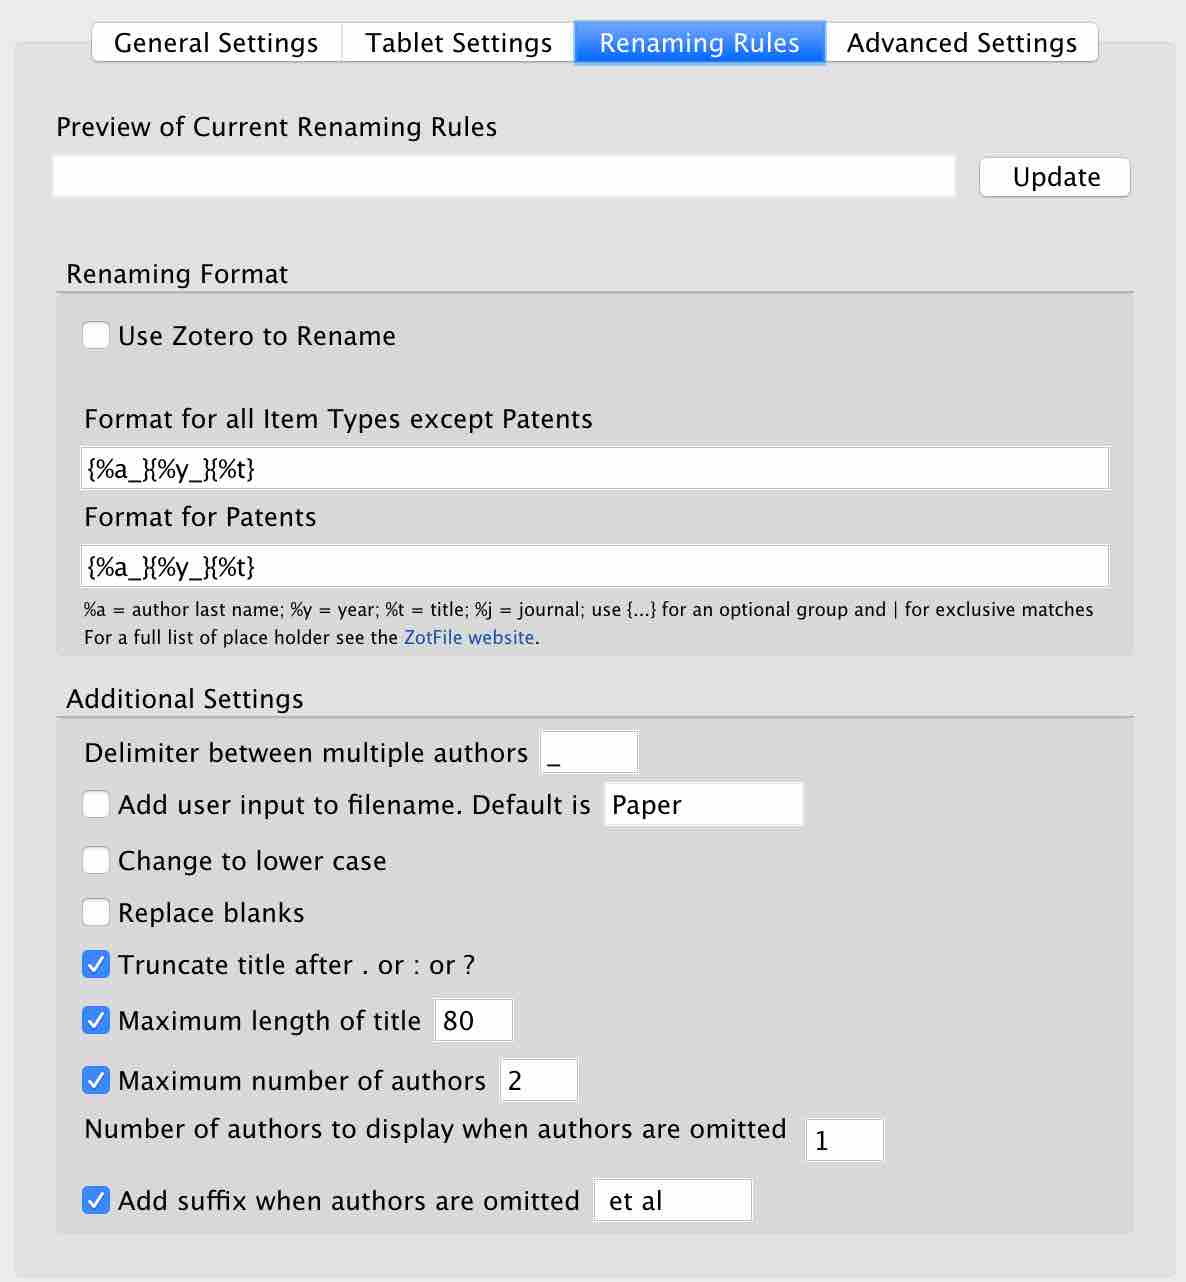 General Settings
Tablet Settings
Renaming Rules
Advanced Settings
Preview of Current Renaming Rules
Update
Renaming Format
Use Zotero to Rename
Format for all Item Types except Patents
{%a_}{%y_}{%t}
Format for Patents
{%a_}{%y_}{%t}
%a = author last name; %y = year; %t = title; %j = journal; use {...} for an optional group and | for exclusive matches
For a full list of place holder see the ZotFile website.
Additional Settings
Delimiter between multiple authors _
Add user input to filename. Default is Paper
Change to lower case
Replace blanks
Truncate title after . or : or ?
Maximum length of title 80
Maximum number of authors 2
Number of authors to display when authors are omitted 1
Add suffix when authors are omitted et al